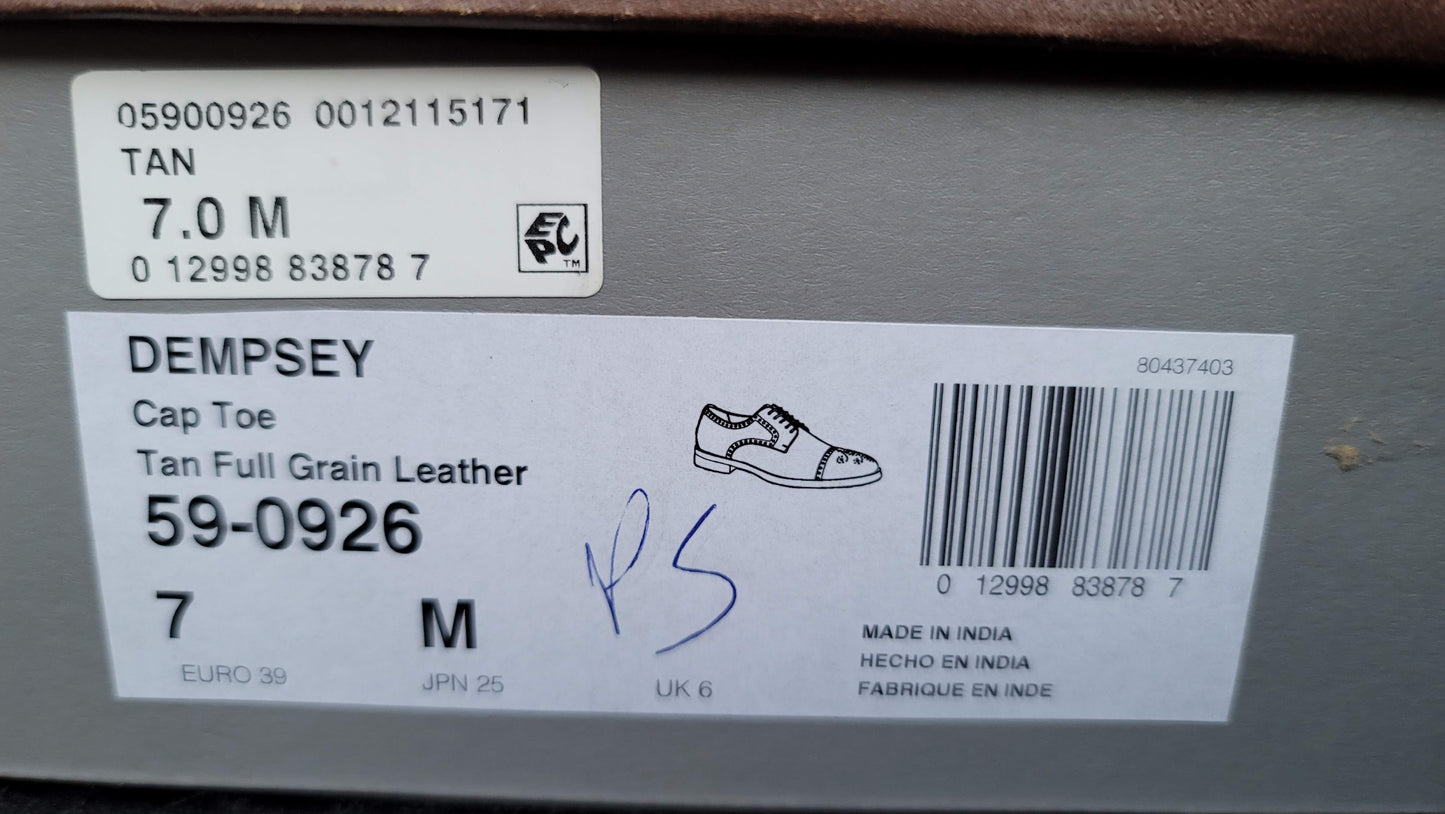 05900926 0012115171
TAN
7.0 M
0 12998 83878 7
EPC
TM
DEMPSEY
80437403
Cap Toe
Tan Full Grain Leather
59-0926
PS
0 12998 83878 7
7 M
EURO 39 JPN 25 UK 6
MADE IN INDIA
HECHO EN INDIA
FABRIQUE EN INDE